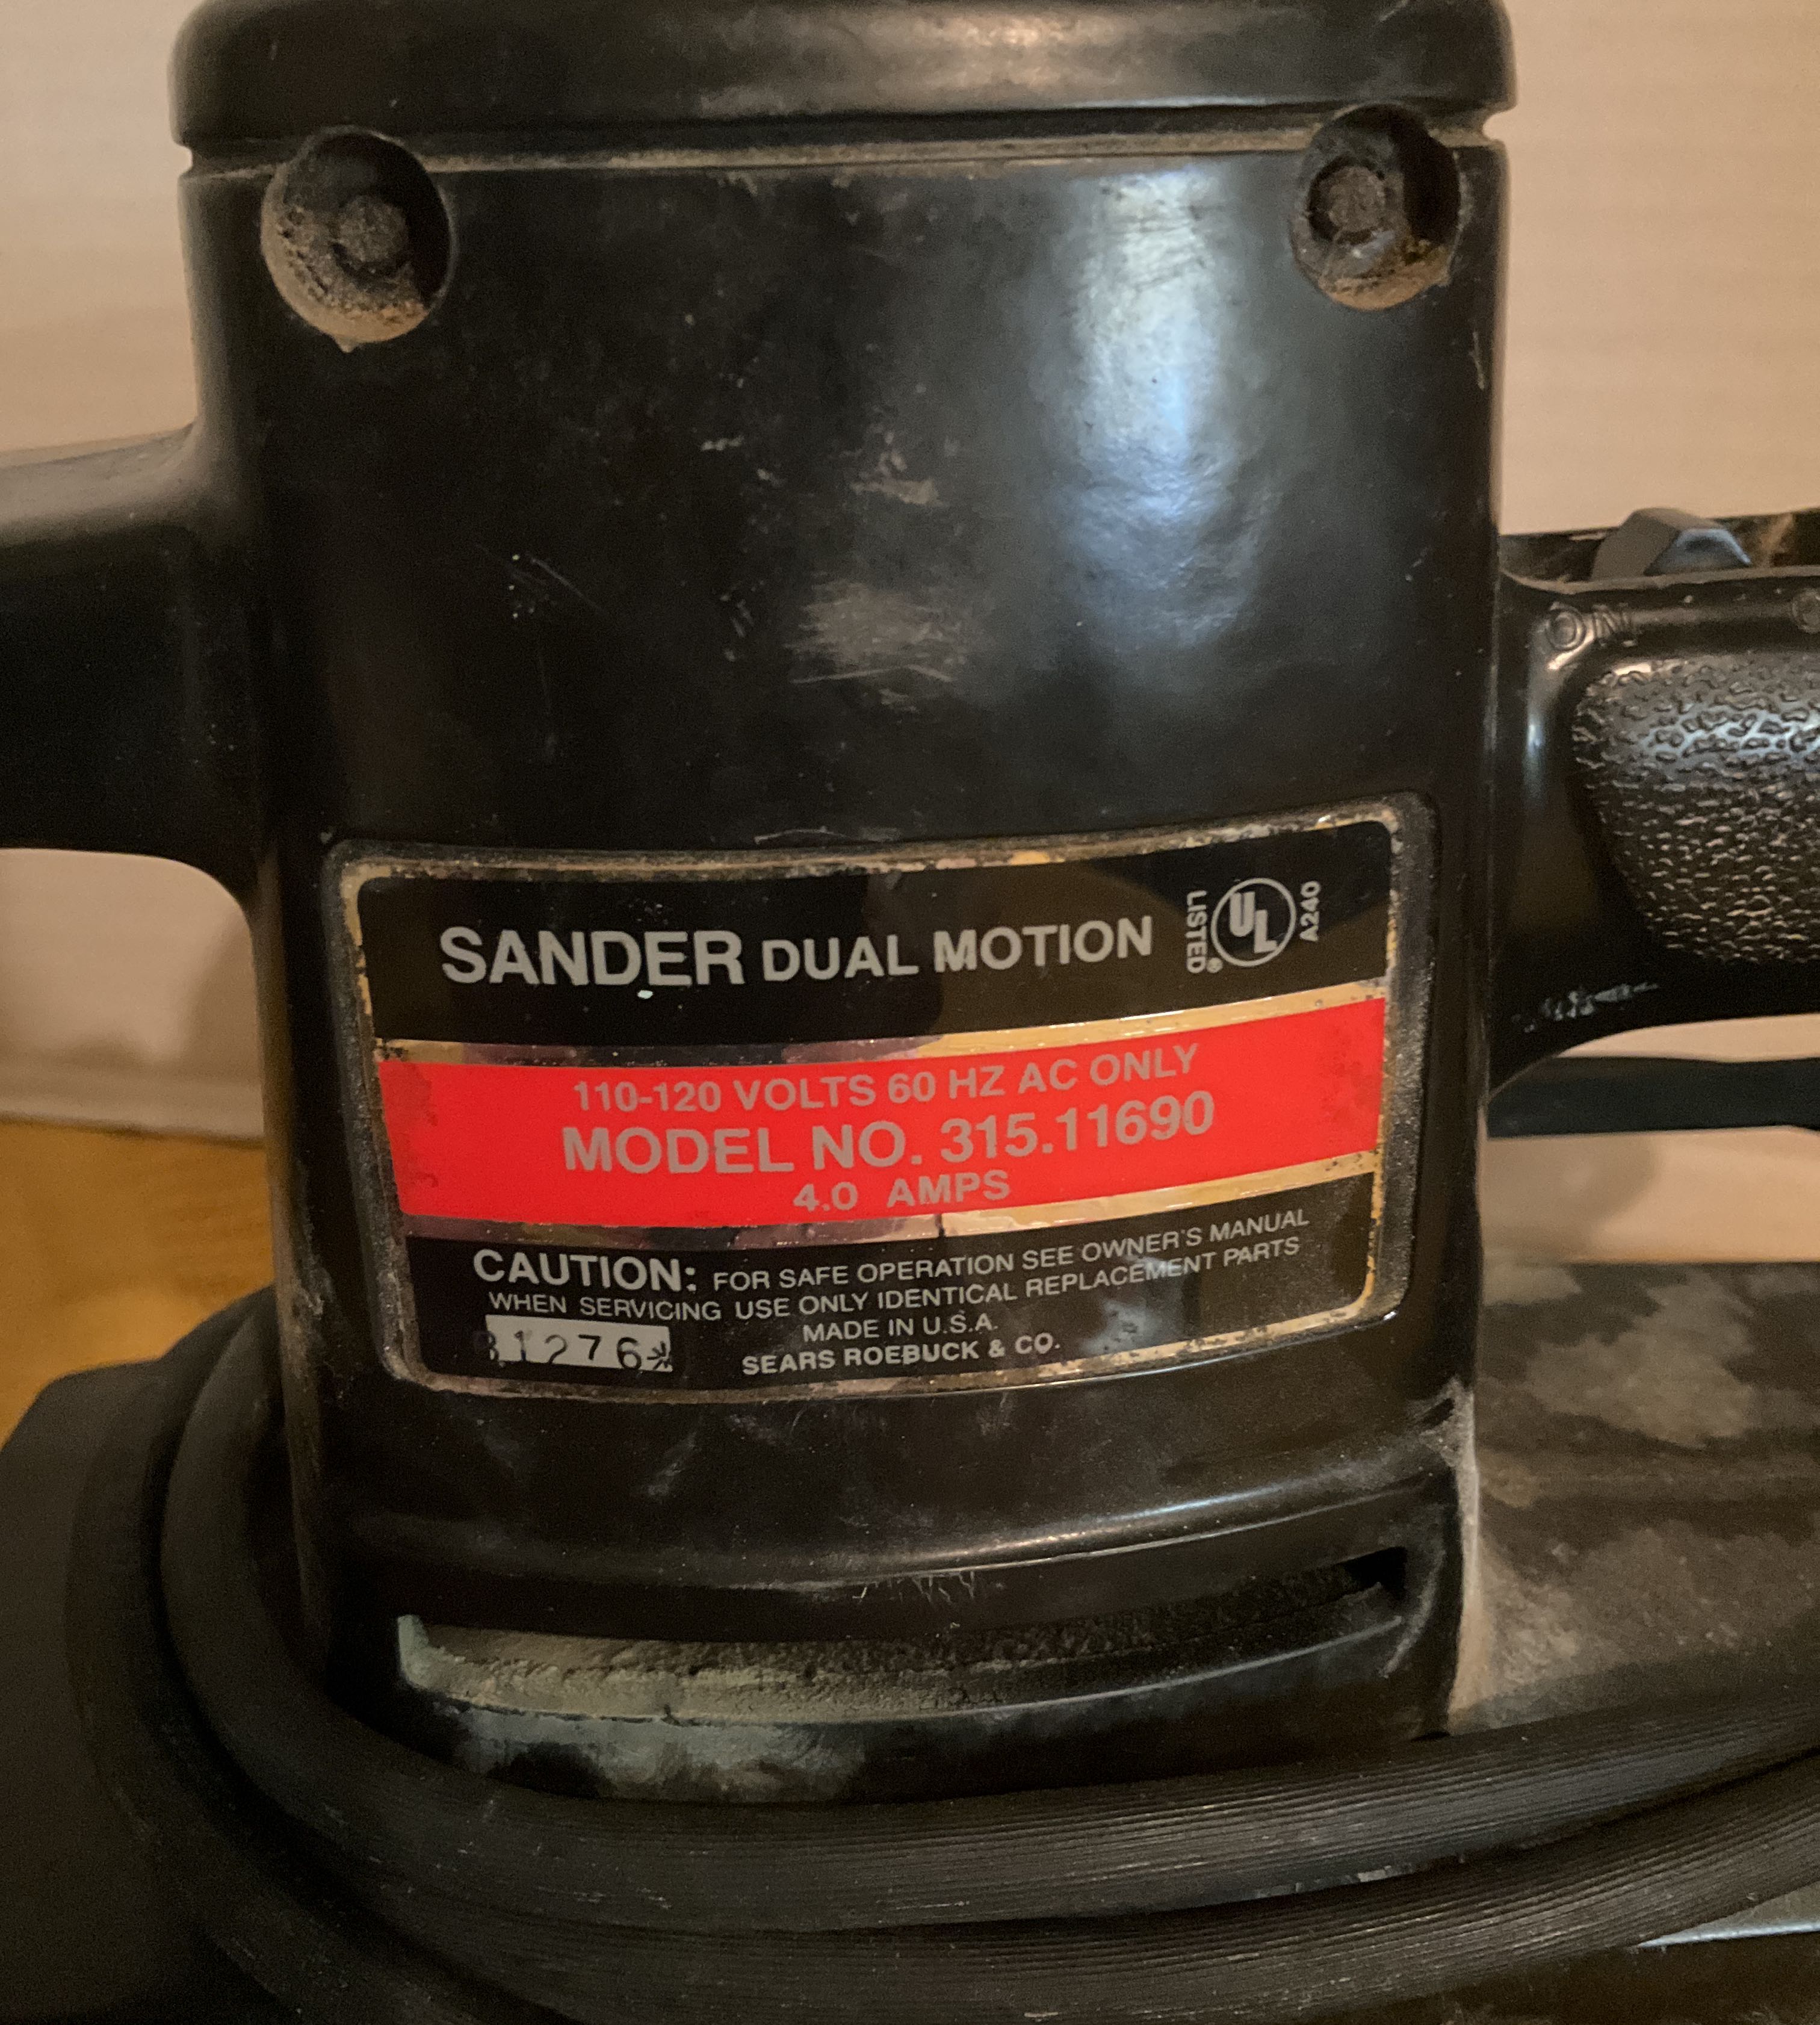 ON
SANDER DUAL MOTION
LISTED
UL
®
A240
110-120 VOLTS 60 HZ AC ONLY
MODEL NO. 315.11690
4.0 AMPS
CAUTION: FOR SAFE OPERATION SEE OWNER'S MANUAL
WHEN SERVICING USE ONLY IDENTICAL REPLACEMENT PARTS
MADE IN U.S.A.
SEARS ROEBUCK & CO.